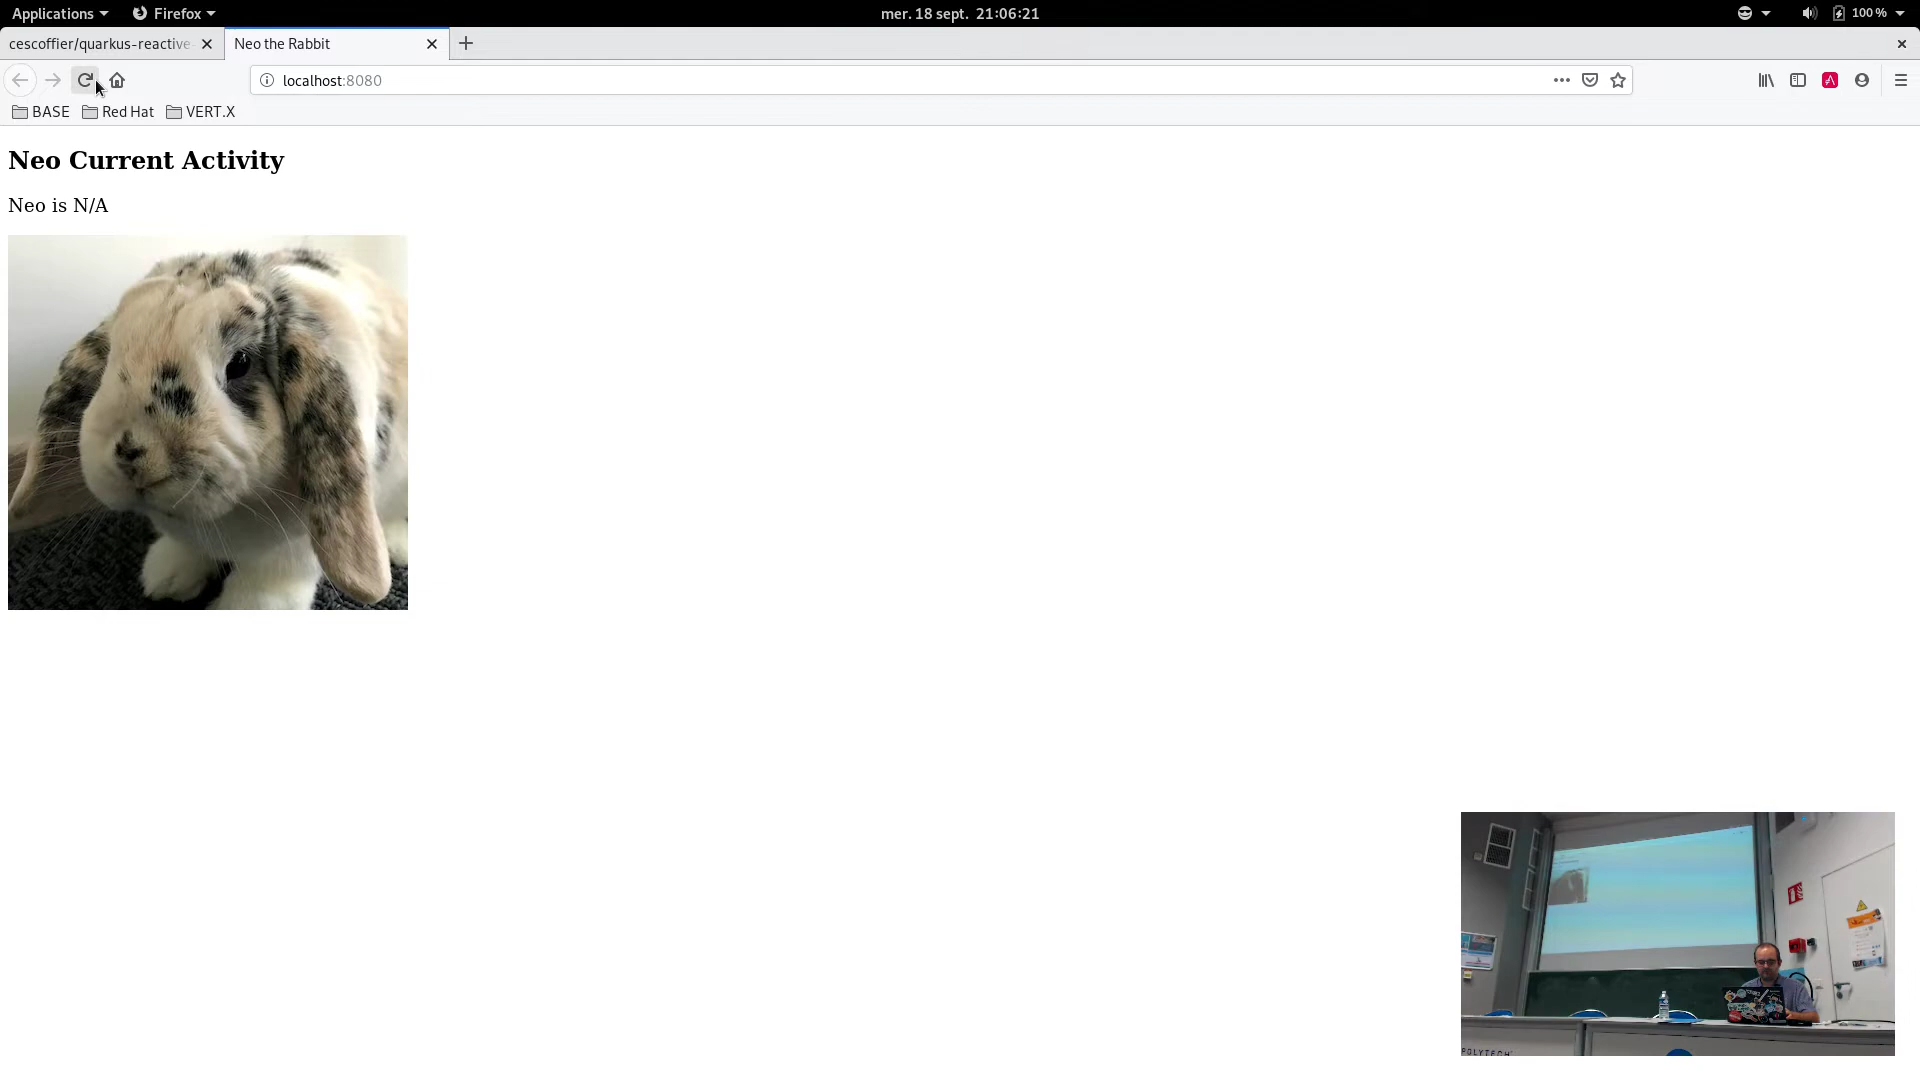 Applications Firefox mer. 18 sept. 21:06:21 100 %
cescoffier/quarkus-reactive- Neo the Rabbit
localhost:8080
BASE Red Hat VERT.X
Neo Current Activity
Neo is N/A
POLYTECH